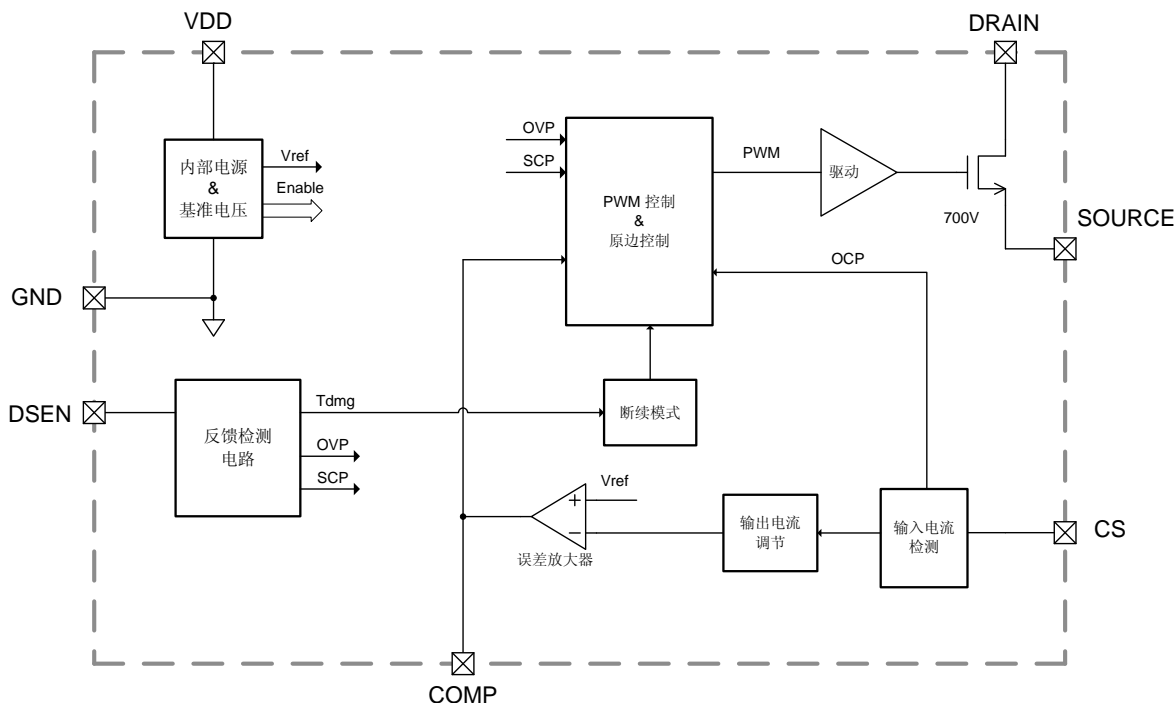 VDD
DRAIN
内部电源
&
基准电压
Vref
Enable
OVP
SCP
PWM 控制
&
原边控制
PWM
驱动
700V
SOURCE
OCP
GND
DSEN
反馈检测
电路
Tdmg
OVP
SCP
断续模式
Vref
+
−
误差放大器
输出电流
调节
输入电流
检测
CS
COMP